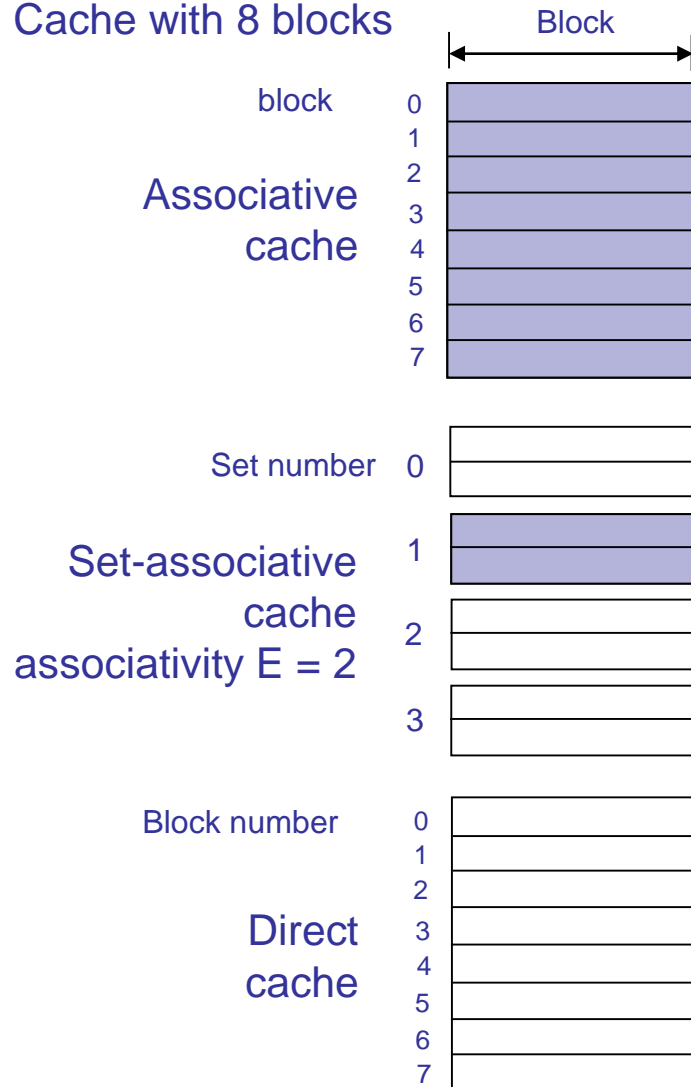 Cache with 8 blocks
Block
block
0
1
2
Associative
3
cache
4
5
6
7
Set number
0
1
Set-associative
cache
2
associativity E = 2
3
Block number
0
1
2
Direct
3
cache
4
5
6
7